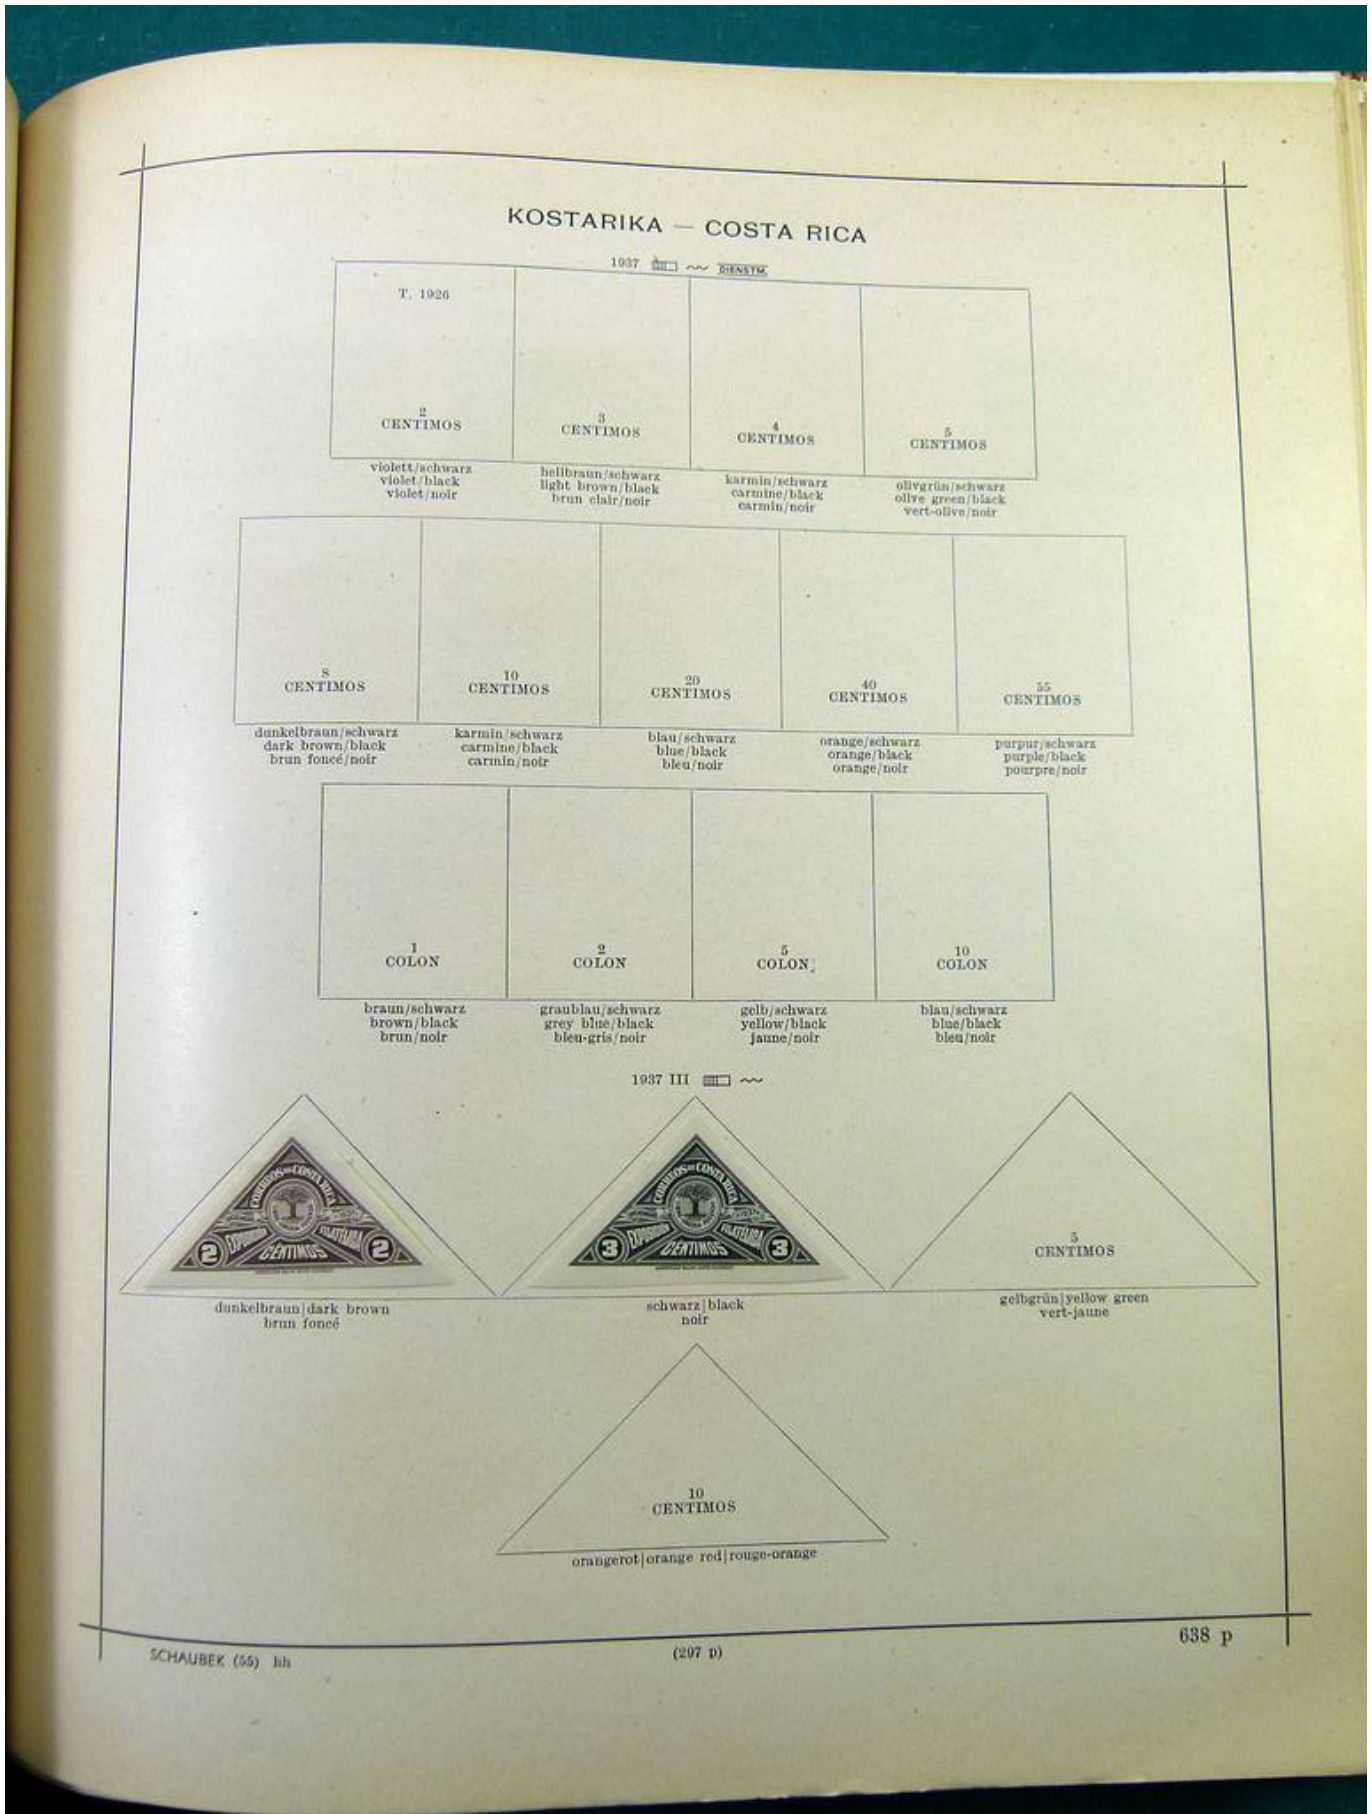 KOSTARIKA — COSTA RICA
1937 DIENSTM.
T. 1926
2
CENTIMOS
3
CENTIMOS
4
CENTIMOS
5
CENTIMOS
violett/schwarz
violet/black
violet/noir
hellbraun/schwarz
light brown/black
brun clair/noir
karmin/schwarz
carmine/black
carmin/noir
olivgrün/schwarz
olive green/black
vert-olive/noir
8
CENTIMOS
10
CENTIMOS
20
CENTIMOS
40
CENTIMOS
55
CENTIMOS
dunkelbraun/schwarz
dark brown/black
brun foncé/noir
karmin/schwarz
carmine/black
carmin/noir
blau/schwarz
blue/black
bleu/noir
orange/schwarz
orange/black
orange/noir
purpur/schwarz
purple/black
pourpre/noir
1
COLON
2
COLON
5
COLON
10
COLON
braun/schwarz
brown/black
brun/noir
graublau/schwarz
grey blue/black
bleu-gris/noir
gelb/schwarz
yellow/black
jaune/noir
blau/schwarz
blue/black
bleu/noir
1937 III
CORREOS DE COSTA RICA
2 EXPOSICION FILATELICA 2
CENTIMOS
CORREOS DE COSTA RICA
3 EXPOSICION FILATELICA 3
CENTIMOS
5
CENTIMOS
dunkelbraun|dark brown
brun foncé
schwarz|black
noir
gelbgrün|yellow green
vert-jaune
10
CENTIMOS
orangerot|orange red|rouge-orange
SCHAUBEK (55) hh
(297 p)
638 p